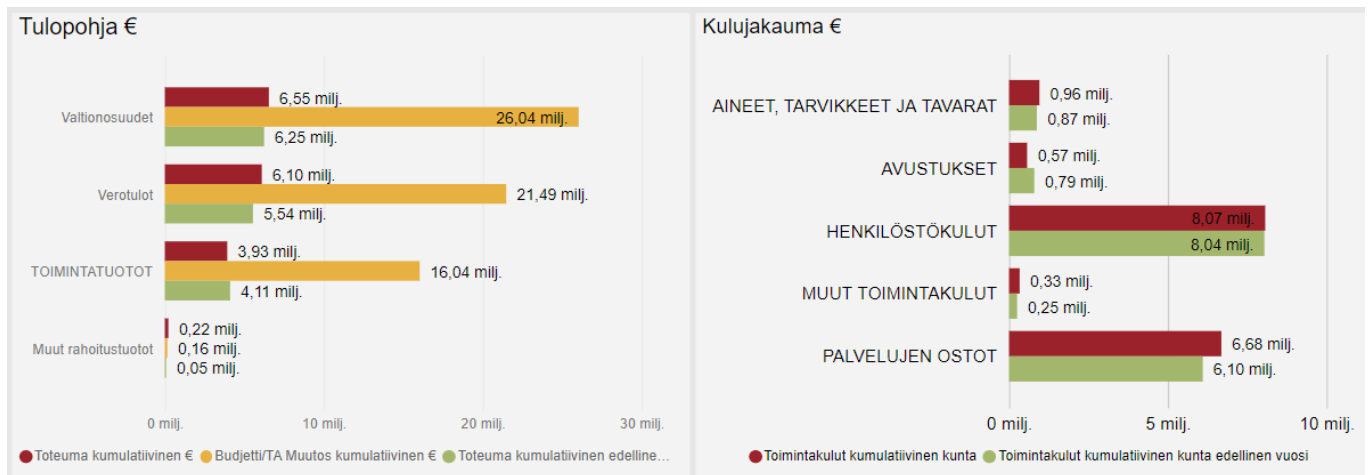 Tulopohja €
Valtionosuudet
6,55 milj.
26,04 milj.
6,25 milj.
Verotulot
6,10 milj.
21,49 milj.
5,54 milj.
TOIMINTATUOTOT
3,93 milj.
16,04 milj.
4,11 milj.
Muut rahoitustuotot
0,22 milj.
0,16 milj.
0,05 milj.
0 milj. 10 milj. 20 milj. 30 milj.
Toteuma kumulatiivinen € Budjetti/TA Muutos kumulatiivinen € Toteuma kumulatiivinen edelline…
Kulujakauma €
AINEET, TARVIKKEET JA TAVARAT
0,96 milj.
0,87 milj.
AVUSTUKSET
0,57 milj.
0,79 milj.
HENKILÖSTÖKULUT
8,07 milj.
8,04 milj.
MUUT TOIMINTAKULUT
0,33 milj.
0,25 milj.
PALVELUJEN OSTOT
6,68 milj.
6,10 milj.
0 milj. 5 milj. 10 milj.
Toimintakulut kumulatiivinen kunta Toimintakulut kumulatiivinen kunta edellinen vuosi